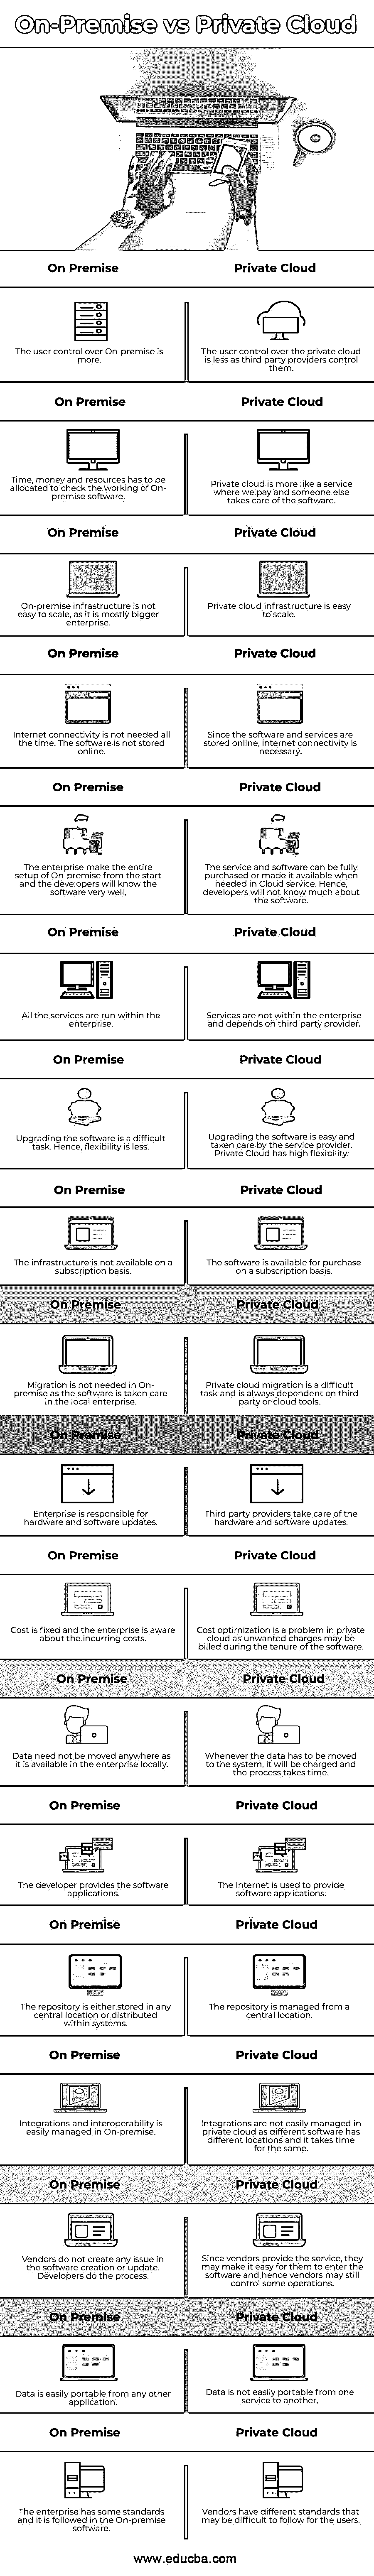 On-Premise vs Private Cloud
On Premise
Private Cloud
The user control over On-premise is
more.
The user control over the private cloud
is less as third party providers control
them.
On Premise
Private Cloud
Time, money and resources has to be
allocated to check the working of On-
premise software.
Private cloud is more like a service
where we pay and someone else
takes care of the software.
On Premise
Private Cloud
On-premise infrastructure is not
easy to scale, as it is mostly bigger
enterprise.
Private cloud infrastructure is easy
to scale.
On Premise
Private Cloud
Internet connectivity is not needed all
the time. The software is not stored
online.
Since the software and services are
stored online, internet connectivity is
necessary.
On Premise
Private Cloud
The enterprise make the entire
setup of On-premise from the start
and the developers will know the
software very well.
The service and software can be fully
purchased or made it available when
needed in Cloud service. Hence,
developers will not know much about
the software.
On Premise
Private Cloud
All the services are run within the
enterprise.
Services are not within the enterprise
and depends on third party provider.
On Premise
Private Cloud
Upgrading the software is a difficult
task. Hence, flexibility is less.
Upgrading the software is easy and
taken care by the service provider.
Private Cloud has high flexibility.
On Premise
Private Cloud
The infrastructure is not available on a
subscription basis.
The software is available for purchase
on a subscription basis.
On Premise
Private Cloud
Migration is not needed in On-
premise as the software is taken care
in the local enterprise.
Private cloud migration is a difficult
task and is always dependent on third
party or cloud tools.
On Premise
Private Cloud
Enterprise is responsible for
hardware and software updates.
Third party providers take care of the
hardware and software updates.
On Premise
Private Cloud
Cost is fixed and the enterprise is aware
about the incurring costs.
Cost optimization is a problem in private
cloud as unwanted charges may be
billed during the tenure of the software.
On Premise
Private Cloud
Data need not be moved anywhere as
it is available in the enterprise locally.
Whenever the data has to be moved
to the system, it will be charged and
the process takes time.
On Premise
Private Cloud
The developer provides the software
applications.
The Internet is used to provide
software applications.
On Premise
Private Cloud
The repository is either stored in any
central location or distributed
within systems.
The repository is managed from a
central location.
On Premise
Private Cloud
Integrations and interoperability is
easily managed in On-premise.
Integrations are not easily managed in
private cloud as different software has
different locations and it takes time
for the same.
On Premise
Private Cloud
Vendors do not create any issue in
the software creation or update.
Developers do the process.
Since vendors provide the service, they
may make it easy for them to enter the
software and hence vendors may still
control some operations.
On Premise
Private Cloud
Data is easily portable from any other
application.
Data is not easily portable from one
service to another.
On Premise
Private Cloud
The enterprise has some standards
and it is followed in the On-premise
software.
Vendors have different standards that
may be difficult to follow for the users.
www.educba.com